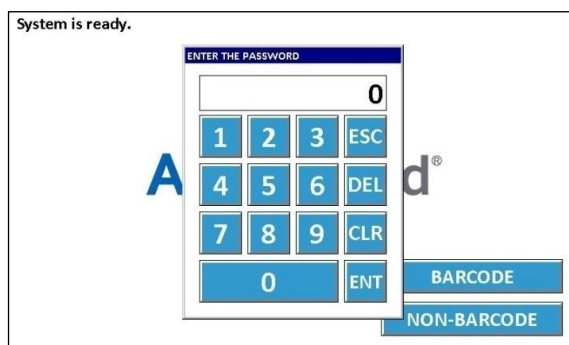 System is ready.
ENTER THE PASSWORD
0
1 2 3 ESC
4 5 6 DEL
7 8 9 CLR
0 ENT
BARCODE
NON-BARCODE